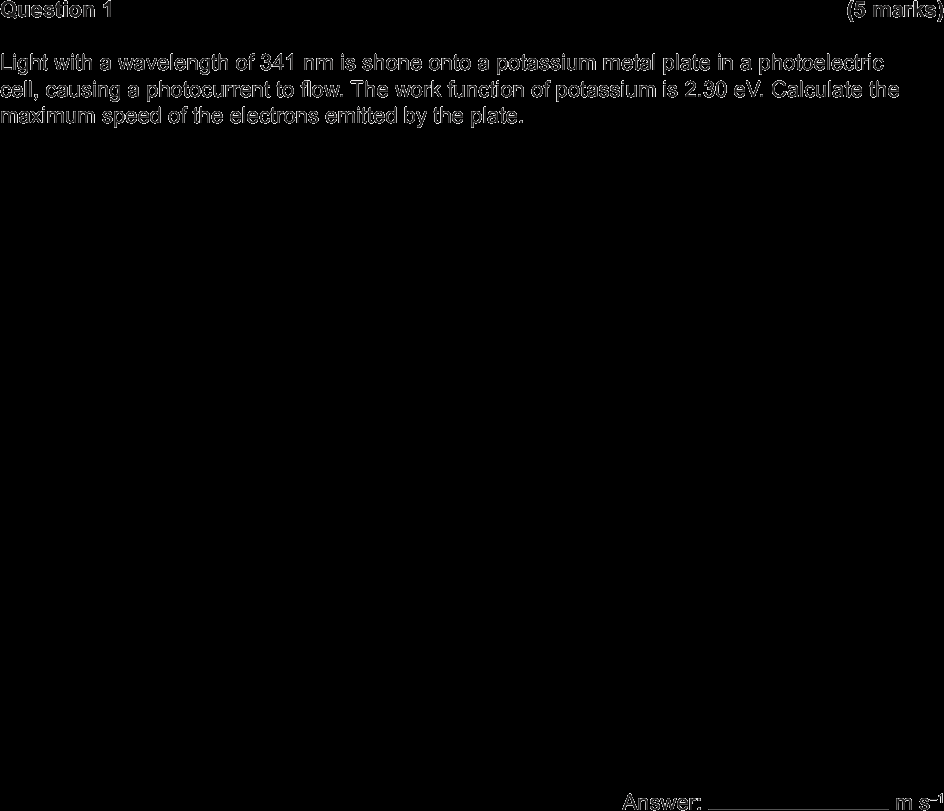 Question 1 (5 marks)
Light with a wavelength of 341 nm is shone onto a potassium metal plate in a photoelectric
cell, causing a photocurrent to flow. The work function of potassium is 2.30 eV. Calculate the
maximum speed of the electrons emitted by the plate.
Answer: ________________ m s⁻¹